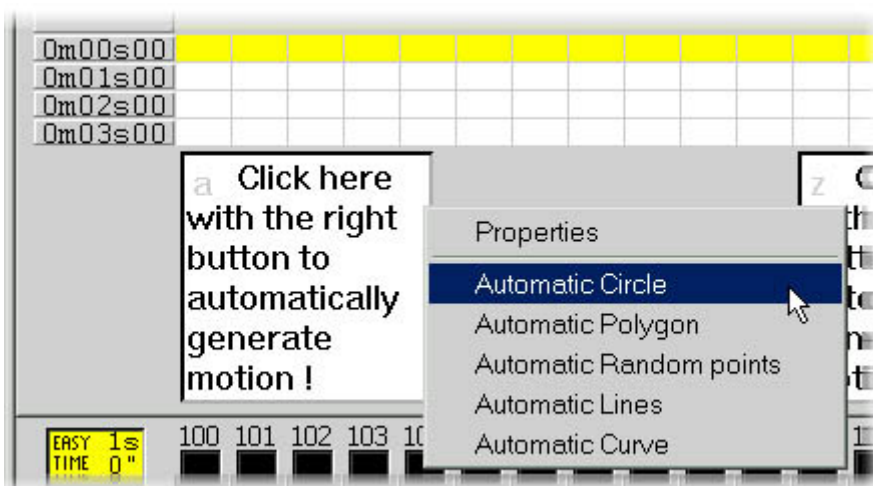 0m00s00
0m01s00
0m02s00
0m03s00
a Click here
with the right
button to
automatically
generate
motion !
z
Properties
Automatic Circle
Automatic Polygon
Automatic Random points
Automatic Lines
Automatic Curve
EASY 1s
TIME 0"
100 101 102 103